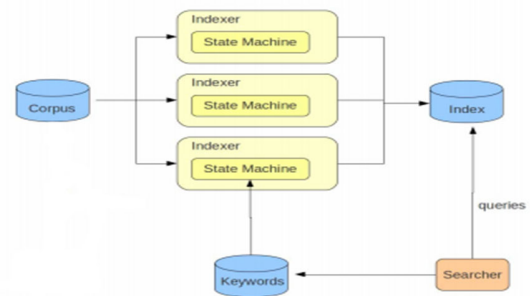 Indexer
State Machine
Indexer
State Machine
Corpus
Index
Indexer
State Machine
queries
Keywords
Searcher